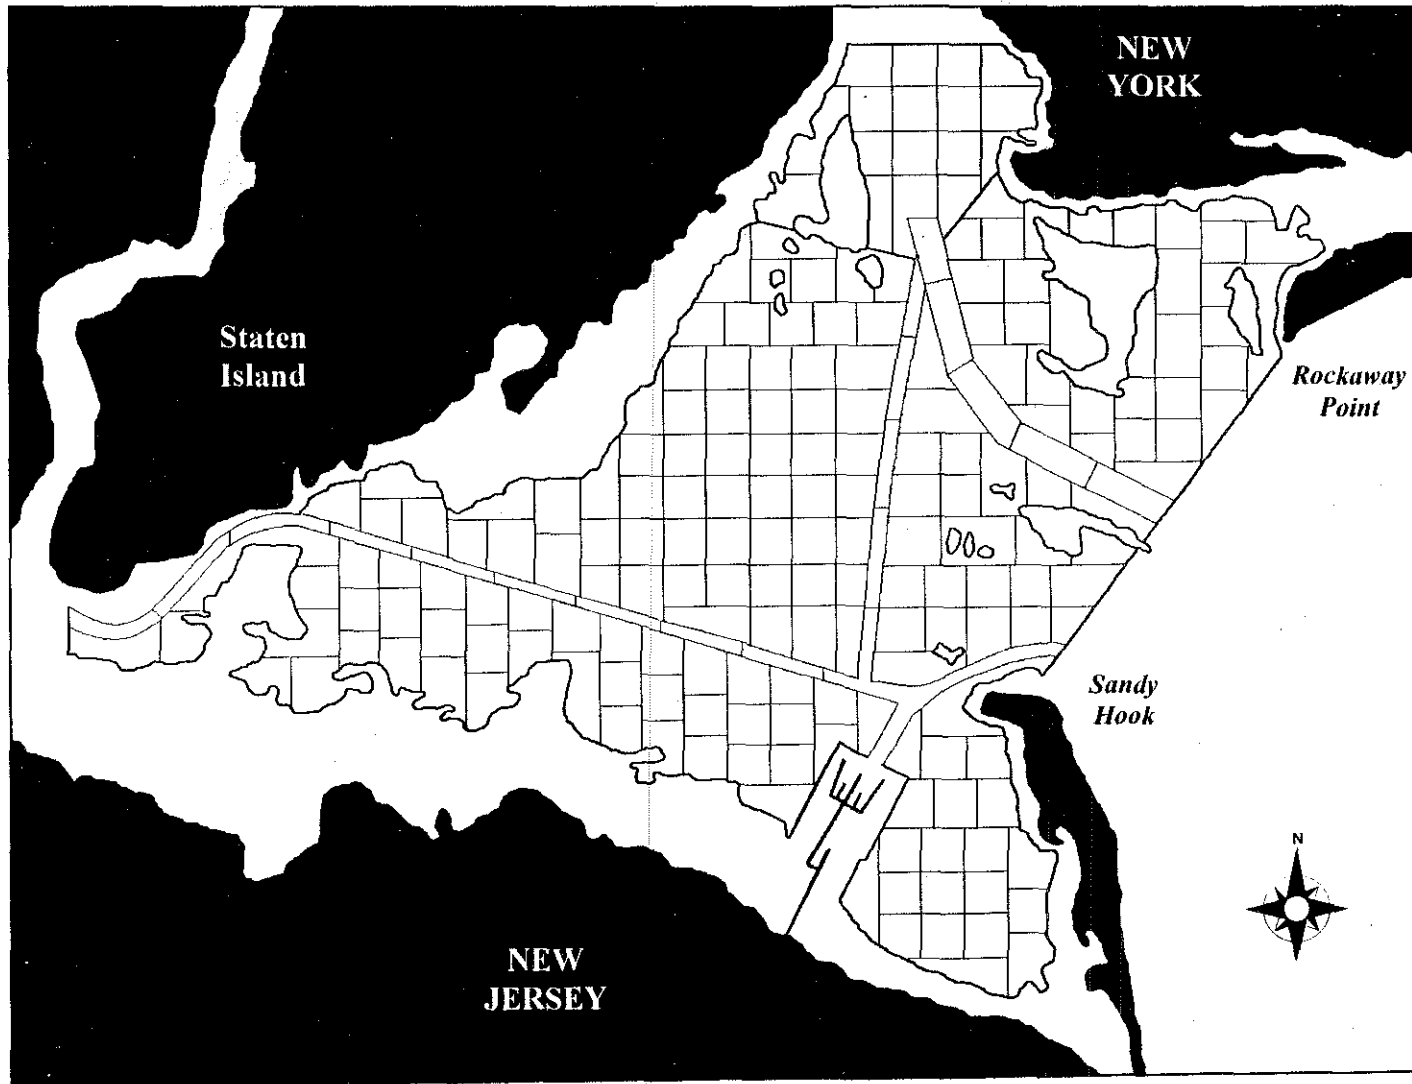 NEW
YORK
Staten
Island
Rockaway
Point
Sandy
Hook
N
NEW
JERSEY